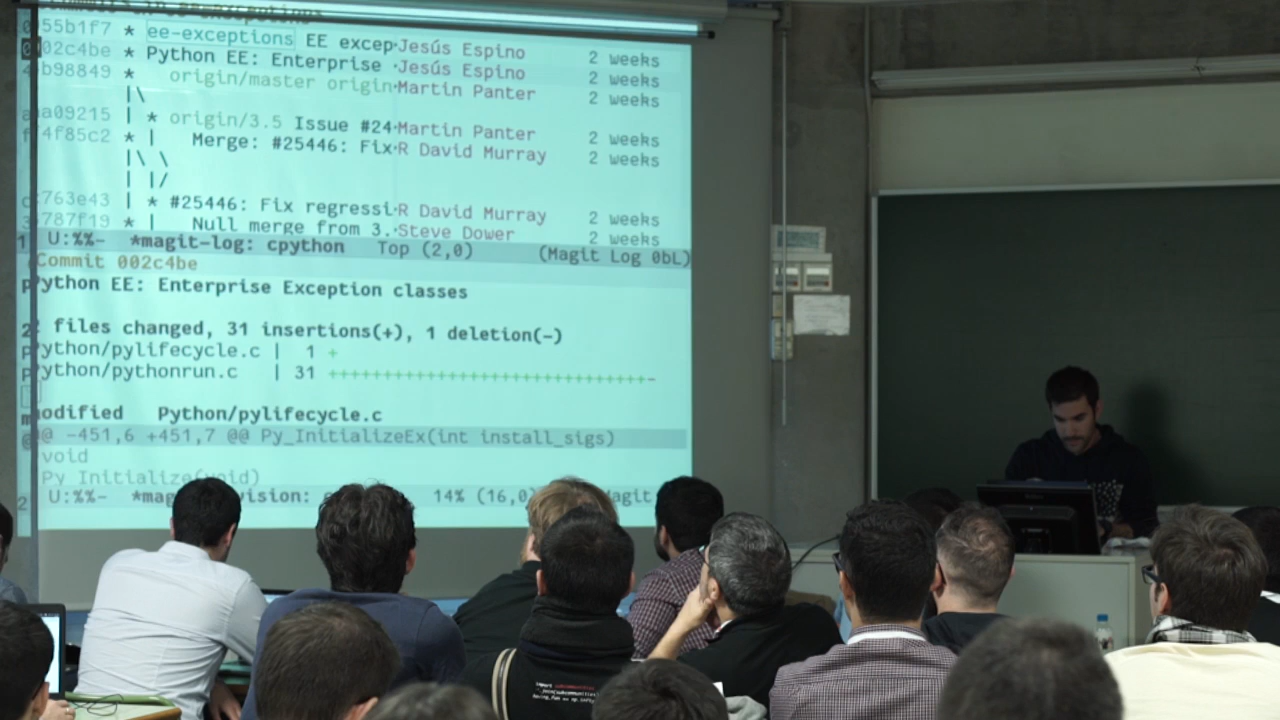 55b1f7 * ee-exceptions EE excep·Jesús Espino 2 weeks
002c4be * Python EE: Enterprise ·Jesús Espino 2 weeks
b98849 * origin/master origin·Martin Panter 2 weeks
|\
a09215 | * origin/3.5 Issue #24·Martin Panter 2 weeks
f4f85c2 * | Merge: #25446: Fix·R David Murray 2 weeks
|\ \
| |/
763e43 | * #25446: Fix regressi·R David Murray 2 weeks
787f19 * | Null merge from 3.·Steve Dower 2 weeks
1 U:%%- *magit-log: cpython Top (2,0) (Magit Log 0bL)
Commit 002c4be
Python EE: Enterprise Exception classes
2 files changed, 31 insertions(+), 1 deletion(-)
Python/pylifecycle.c | 1 +
Python/pythonrun.c | 31 ++++++++++++++++++++++++++++++-
modified Python/pylifecycle.c
@@ -451,6 +451,7 @@ Py_InitializeEx(int install_sigs)
void
Py_Initialize(void)
2 U:%%- 14% (16,0)
import